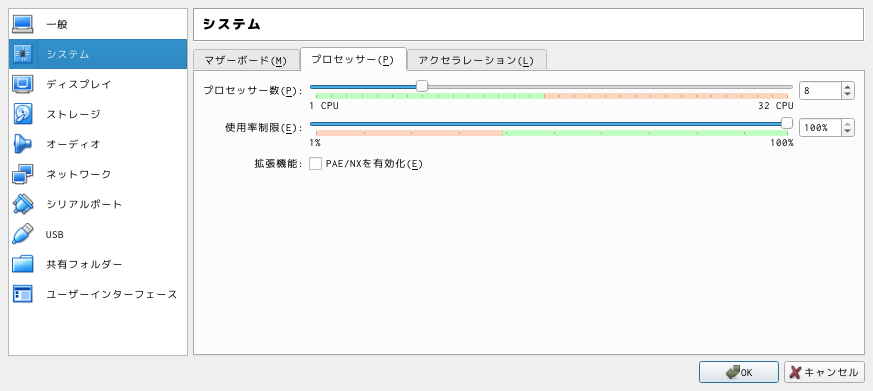 一般
システム
ディスプレイ
ストレージ
オーディオ
ネットワーク
シリアルポート
USB
共有フォルダー
ユーザーインターフェース
システム
マザーボード(M) プロセッサー(P) アクセラレーション(L)
プロセッサー数(P): 8
1 CPU 32 CPU
使用率制限(E): 100%
1% 100%
拡張機能: PAE/NXを有効化(E)
OK キャンセル